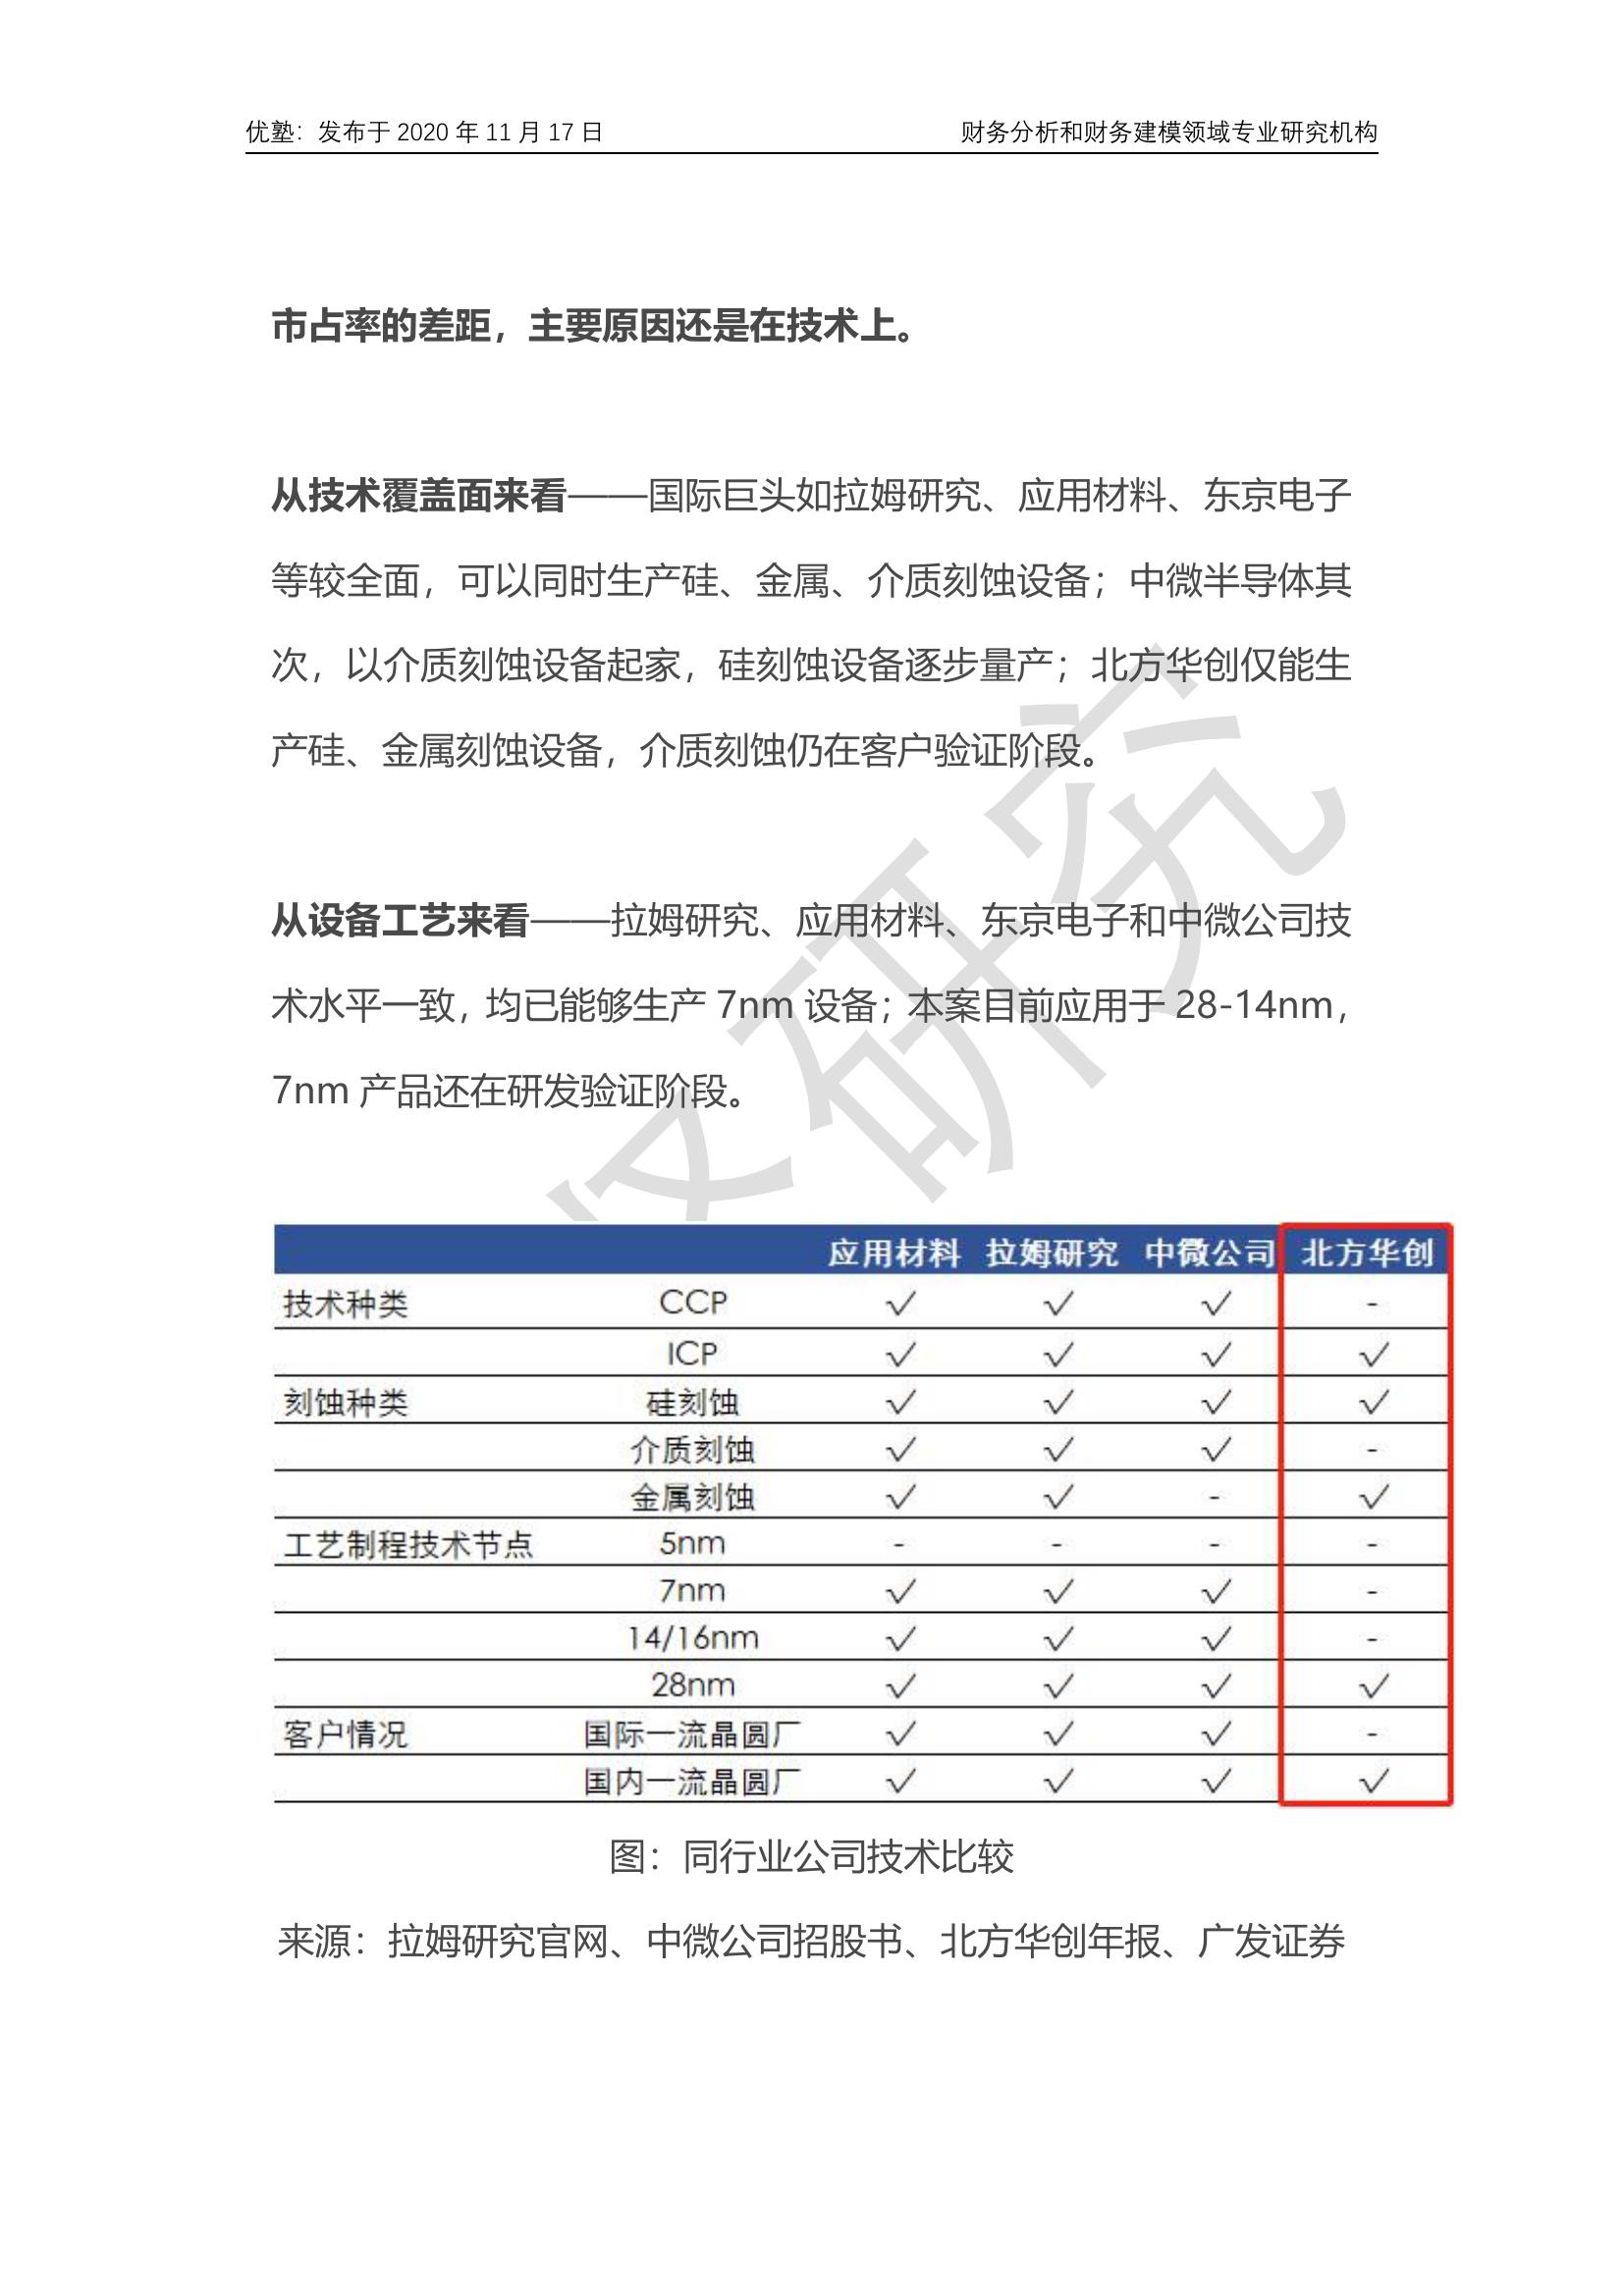 优塾：发布于 2020 年 11 月 17 日 财务分析和财务建模领域专业研究机构
市占率的差距，主要原因还是在技术上。
从技术覆盖面来看——国际巨头如拉姆研究、应用材料、东京电子
等较全面，可以同时生产硅、金属、介质刻蚀设备；中微半导体其
次，以介质刻蚀设备起家，硅刻蚀设备逐步量产；北方华创仅能生
产硅、金属刻蚀设备，介质刻蚀仍在客户验证阶段。
从设备工艺来看——拉姆研究、应用材料、东京电子和中微公司技
术水平一致，均已能够生产 7nm 设备；本案目前应用于 28-14nm，
7nm 产品还在研发验证阶段。
应用材料 拉姆研究 中微公司 北方华创
技术种类 CCP √ √ √ -
ICP √ √ √ √
刻蚀种类 硅刻蚀 √ √ √ √
介质刻蚀 √ √ √ -
金属刻蚀 √ √ - √
工艺制程技术节点 5nm - - - -
7nm √ √ √ -
14/16nm √ √ √ -
28nm √ √ √ √
客户情况 国际一流晶圆厂 √ √ √ -
国内一流晶圆厂 √ √ √ √
图：同行业公司技术比较
来源：拉姆研究官网、中微公司招股书、北方华创年报、广发证券
研究